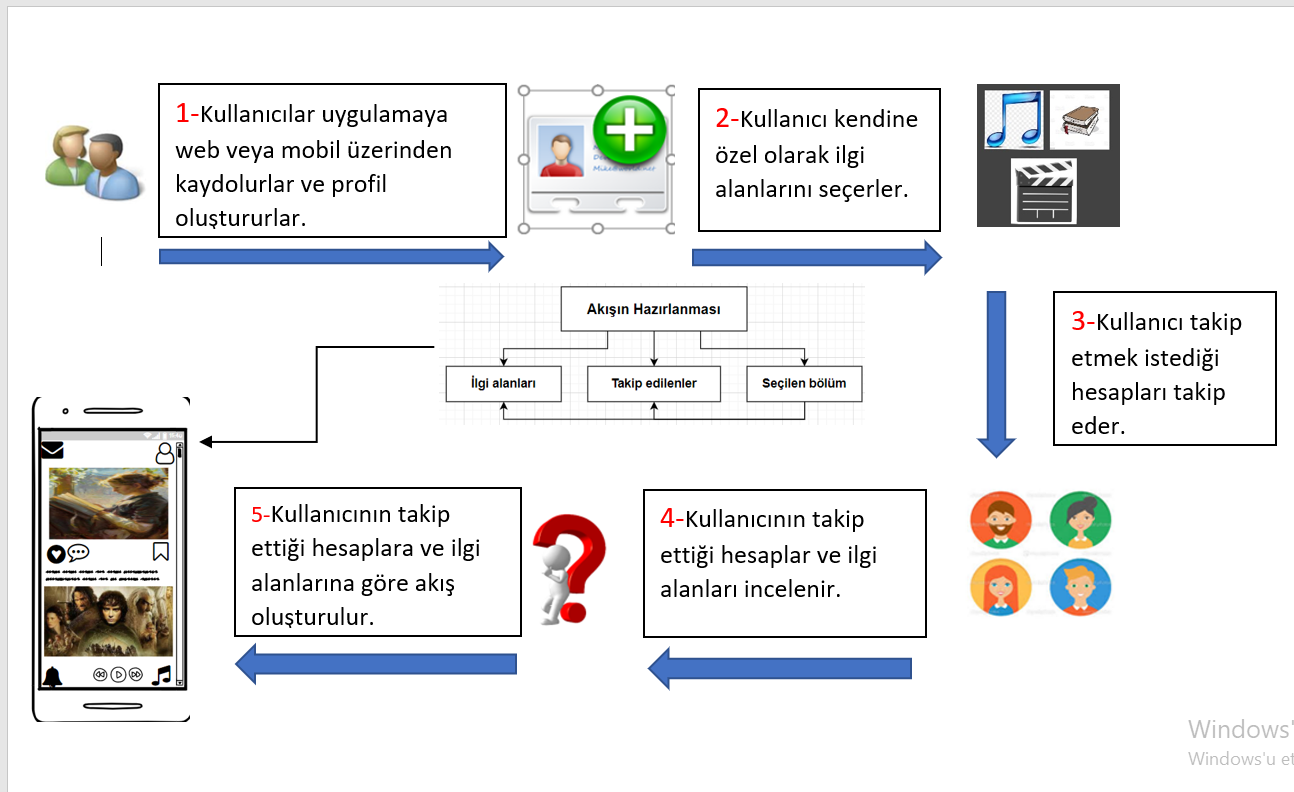 1-Kullanıcılar uygulamaya
web veya mobil üzerinden
kaydolurlar ve profil
oluştururlar.
2-Kullanıcı kendine
özel olarak ilgi
alanlarını seçerler.
3-Kullanıcı takip
etmek istediği
hesapları takip
eder.
Akışın Hazırlanması
İlgi alanları
Takip edilenler
Seçilen bölüm
4-Kullanıcının takip
ettiği hesaplar ve ilgi
alanları incelenir.
5-Kullanıcının takip
ettiği hesaplara ve ilgi
alanlarına göre akış
oluşturulur.
Windows'
Windows'u et